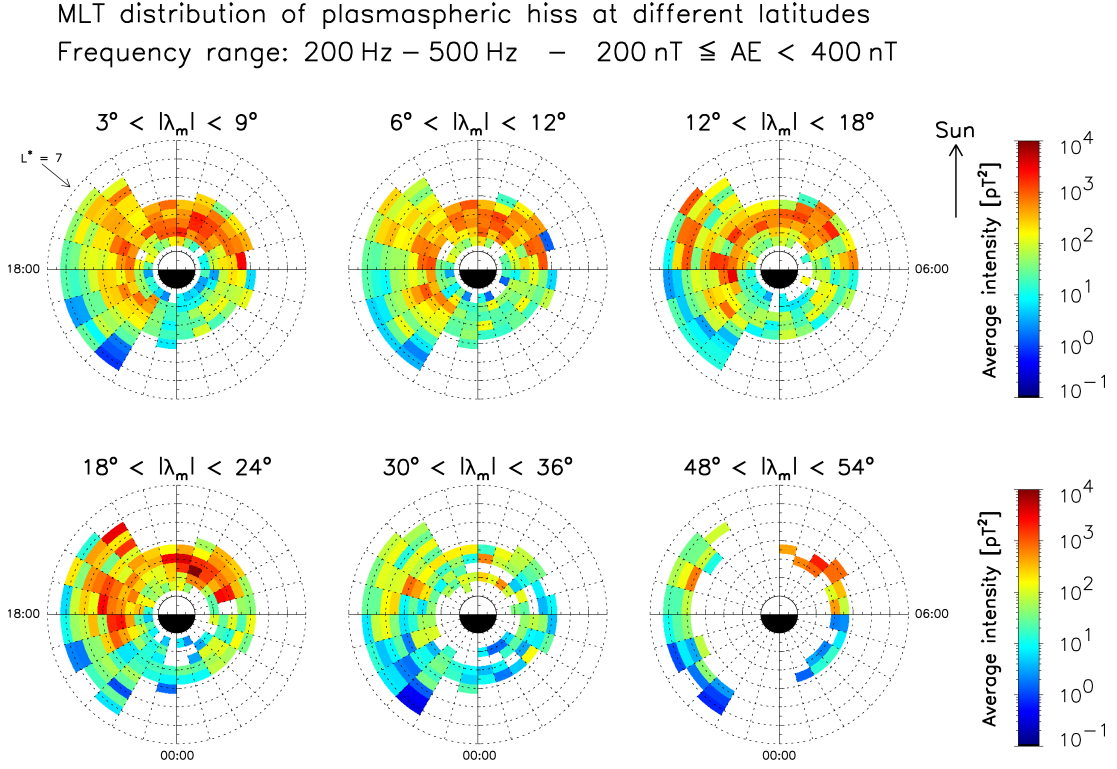 MLT distribution of plasmaspheric hiss at different latitudes
Frequency range: 200 Hz – 500 Hz – 200 nT ≦ AE < 400 nT
3° < |λm| < 9°
6° < |λm| < 12°
12° < |λm| < 18°
Sun
L* = 7
18:00
06:00
Average intensity [pT²]
10⁴
10³
10²
10¹
10⁰
10⁻¹
18° < |λm| < 24°
30° < |λm| < 36°
48° < |λm| < 54°
18:00
06:00
00:00
00:00
00:00
Average intensity [pT²]
10⁴
10³
10²
10¹
10⁰
10⁻¹